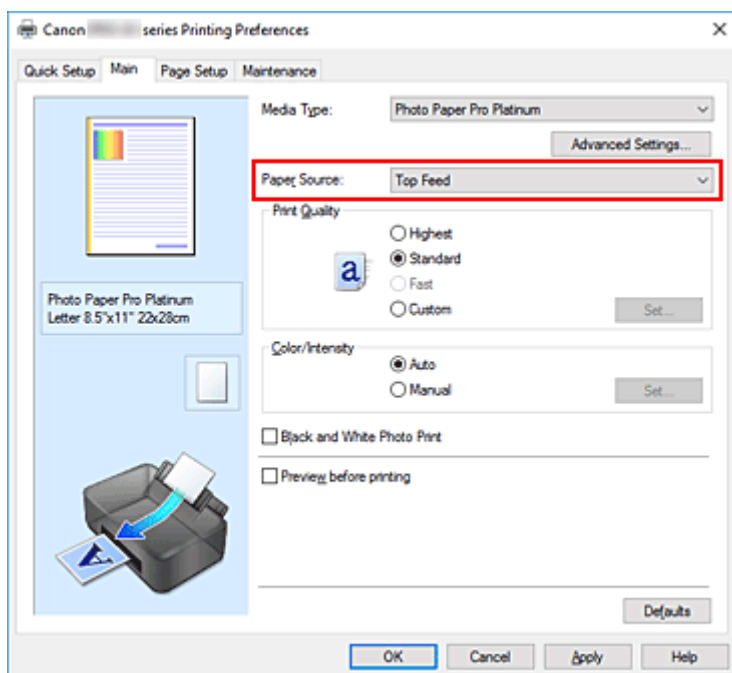 Canon series Printing Preferences
Quick Setup Main Page Setup Maintenance
Media Type: Photo Paper Pro Platinum
Advanced Settings...
Paper Source: Top Feed
Print Quality
Highest
a Standard
Fast
Custom Set...
Photo Paper Pro Platinum
Letter 8.5"x11" 22x28cm
Color/Intensity
Auto
Manual Set...
Black and White Photo Print
Preview before printing
A
Defaults
OK Cancel Apply Help